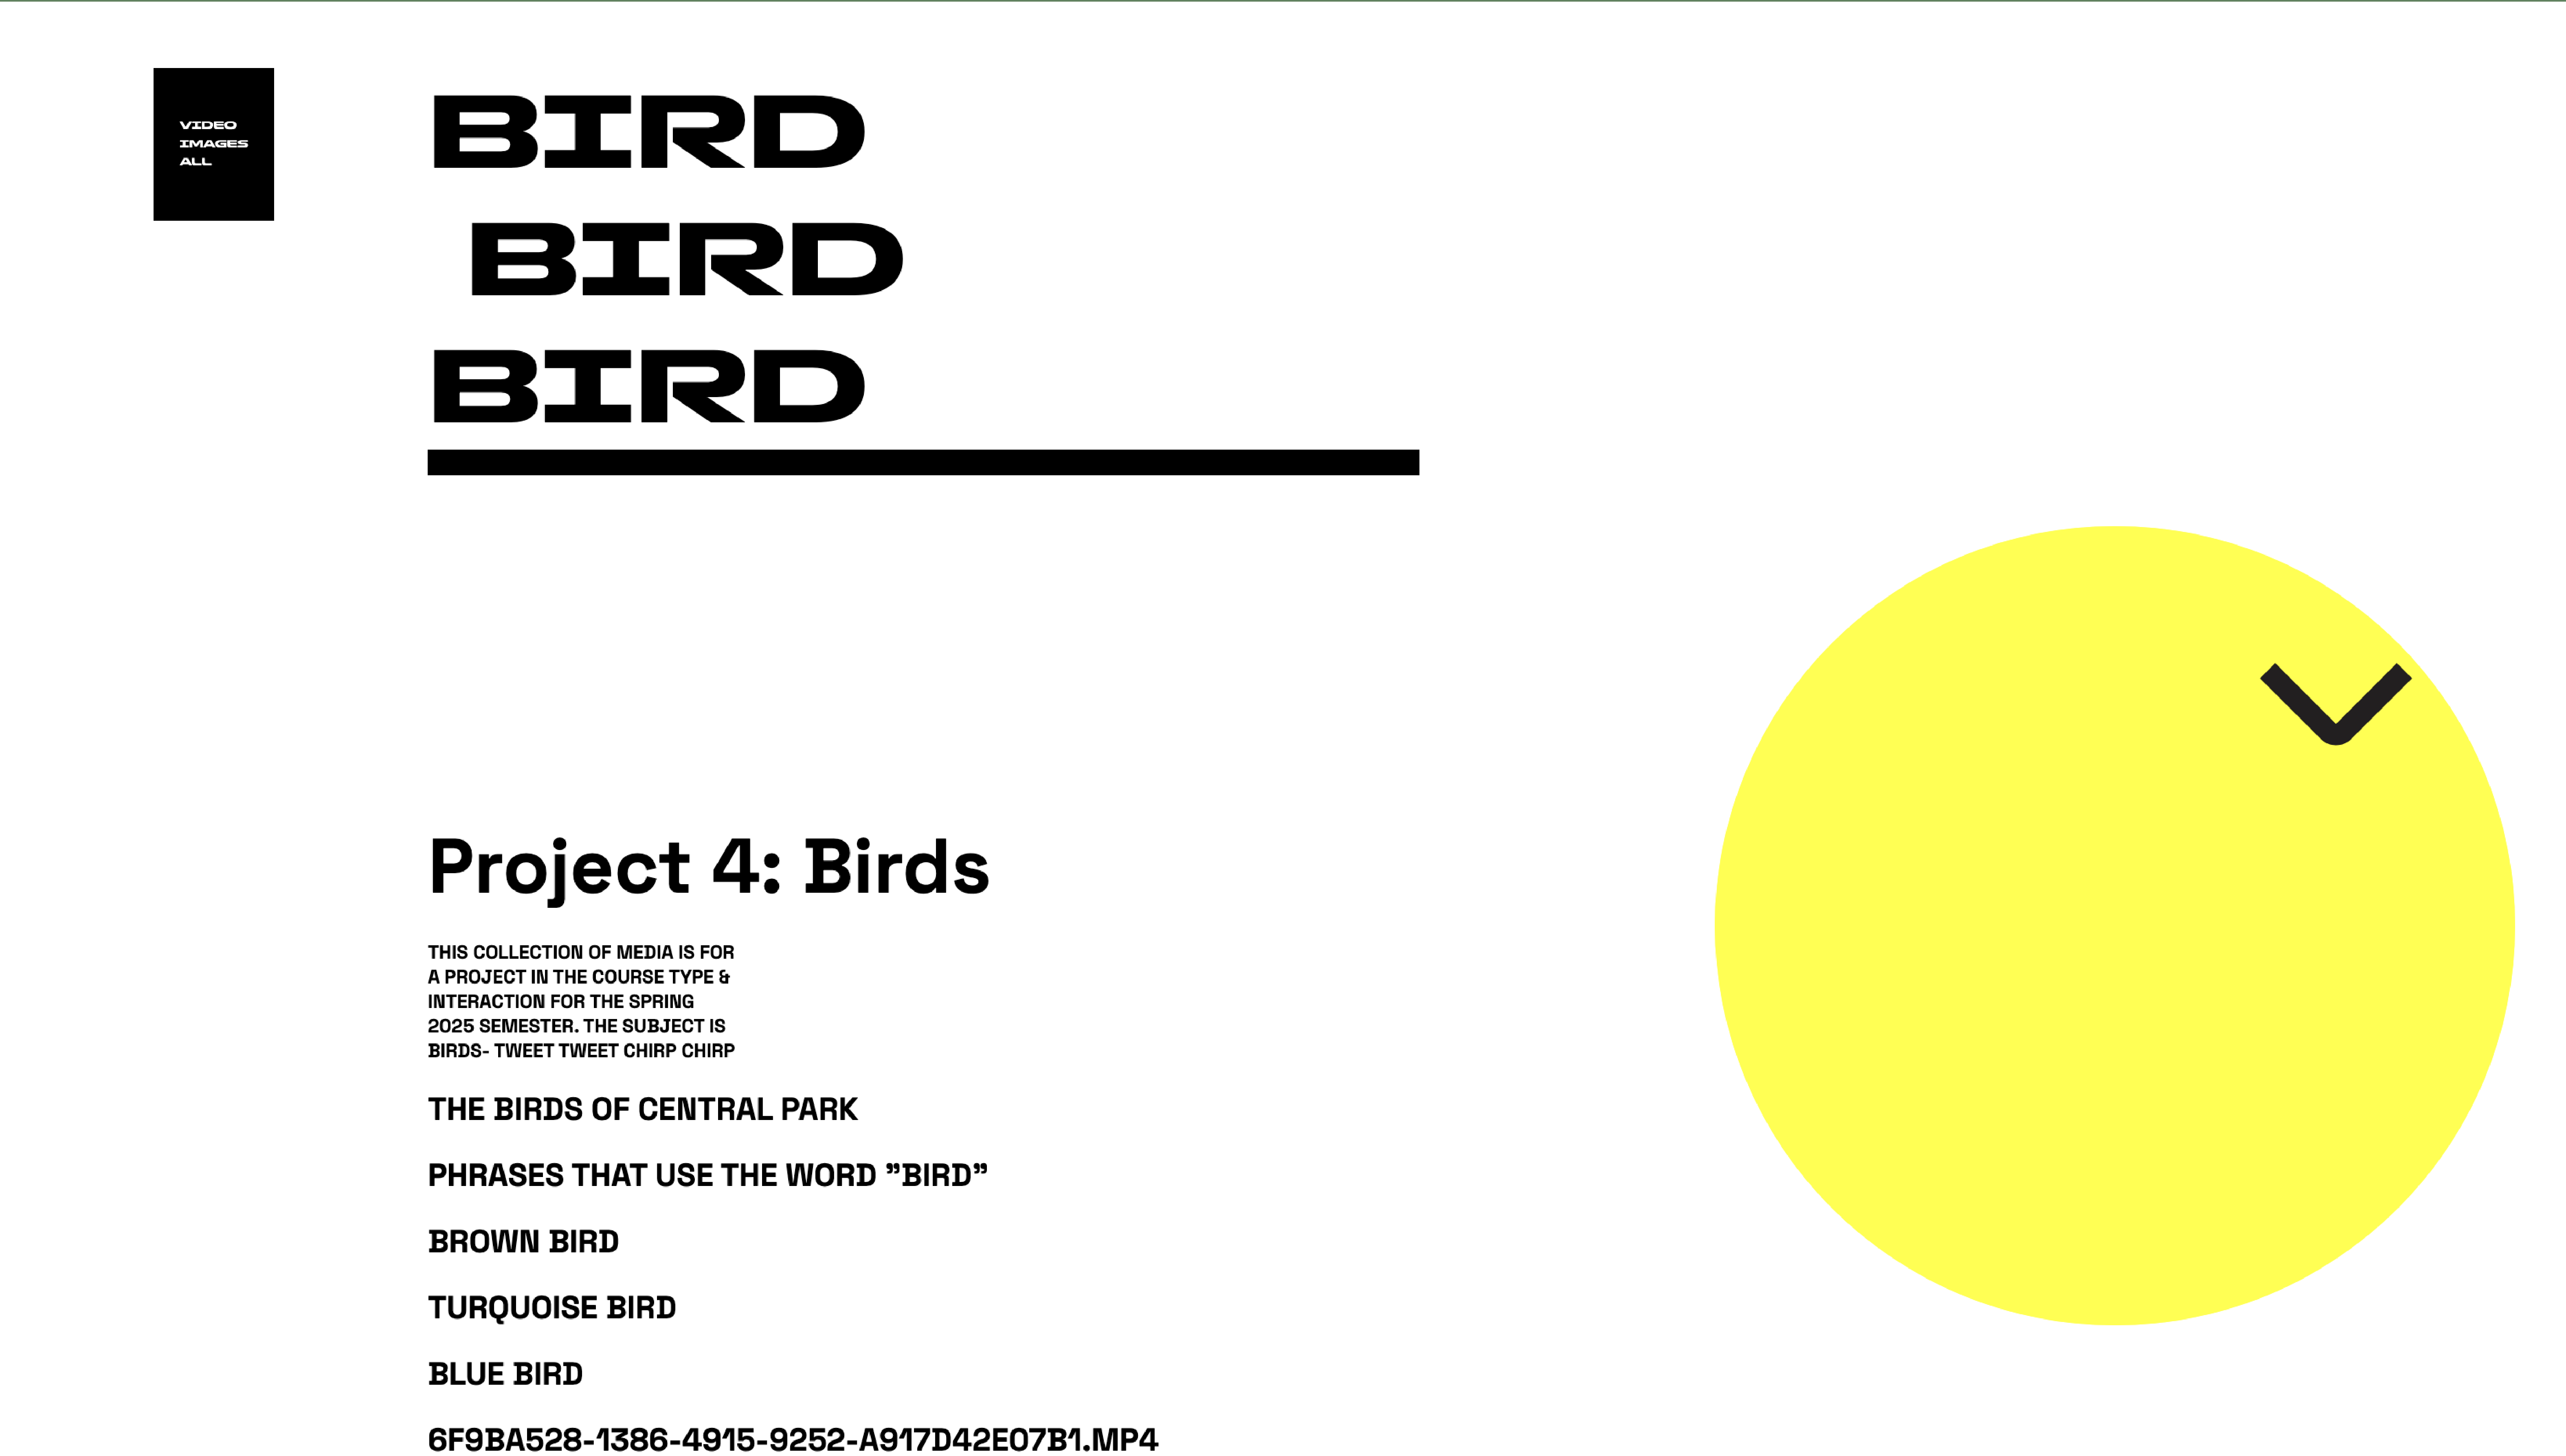 VIDEO
IMAGES
ALL
BIRD
BIRD
BIRD
Project 4: Birds
THIS COLLECTION OF MEDIA IS FOR
A PROJECT IN THE COURSE TYPE &
INTERACTION FOR THE SPRING
2025 SEMESTER. THE SUBJECT IS
BIRDS- TWEET TWEET CHIRP CHIRP
THE BIRDS OF CENTRAL PARK
PHRASES THAT USE THE WORD ”BIRD”
BROWN BIRD
TURQUOISE BIRD
BLUE BIRD
6F9BA528-1386-4915-9252-A917D42E07B1.MP4